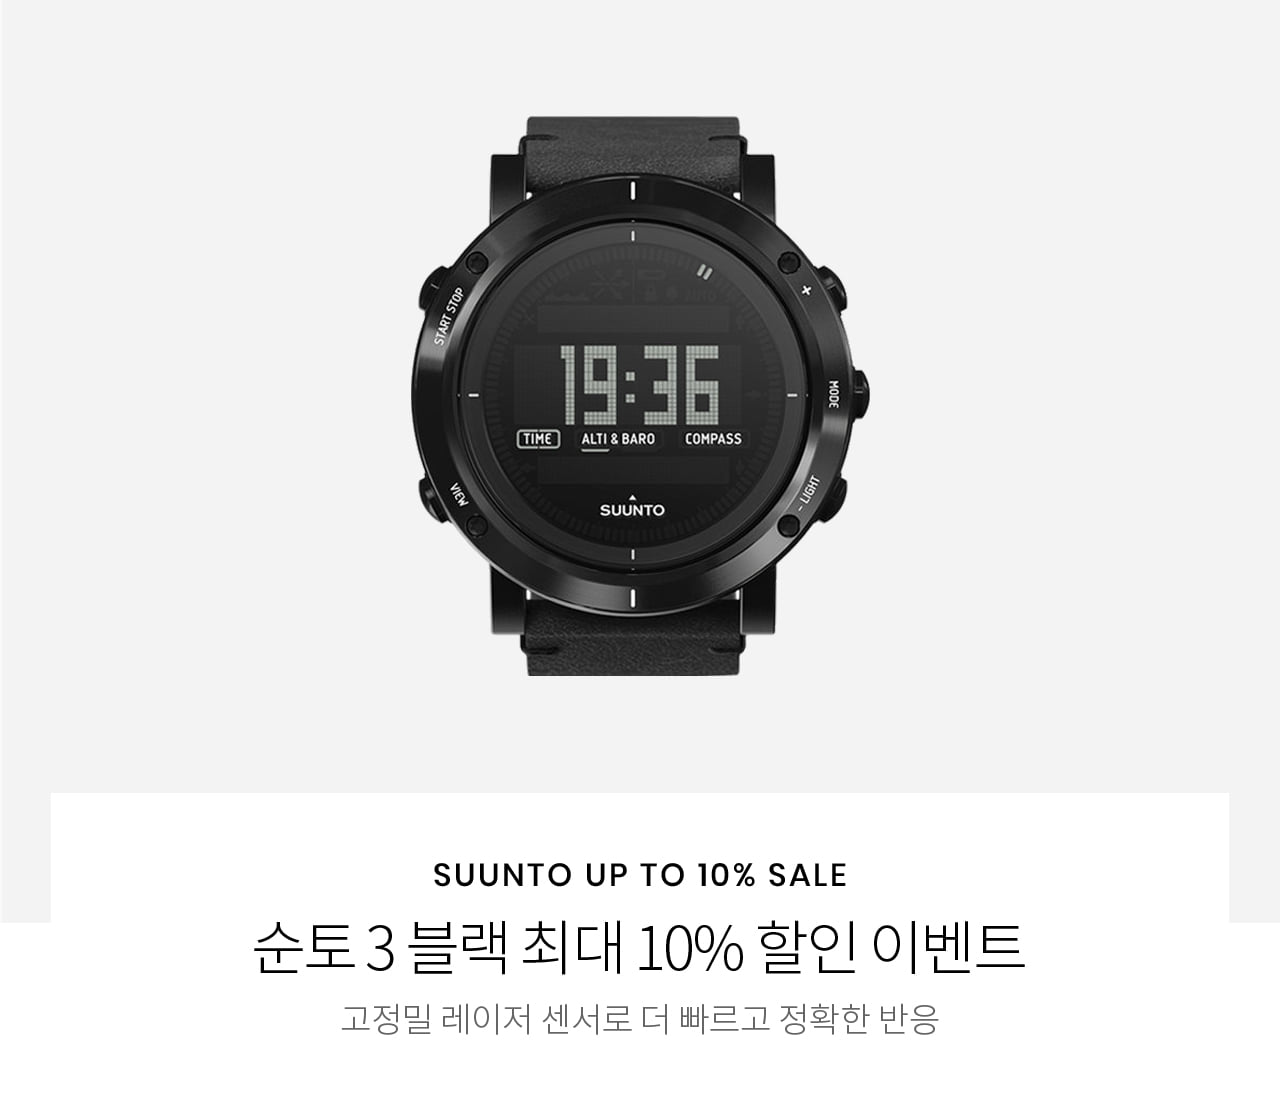 START STOP
+
19:36
MODE
TIME
ALTI & BARO
COMPASS
VIEW
- LIGHT
SUUNTO
SUUNTO UP TO 10% SALE
순토 3 블랙 최대 10% 할인 이벤트
고정밀 레이저 센서로 더 빠르고 정확한 반응